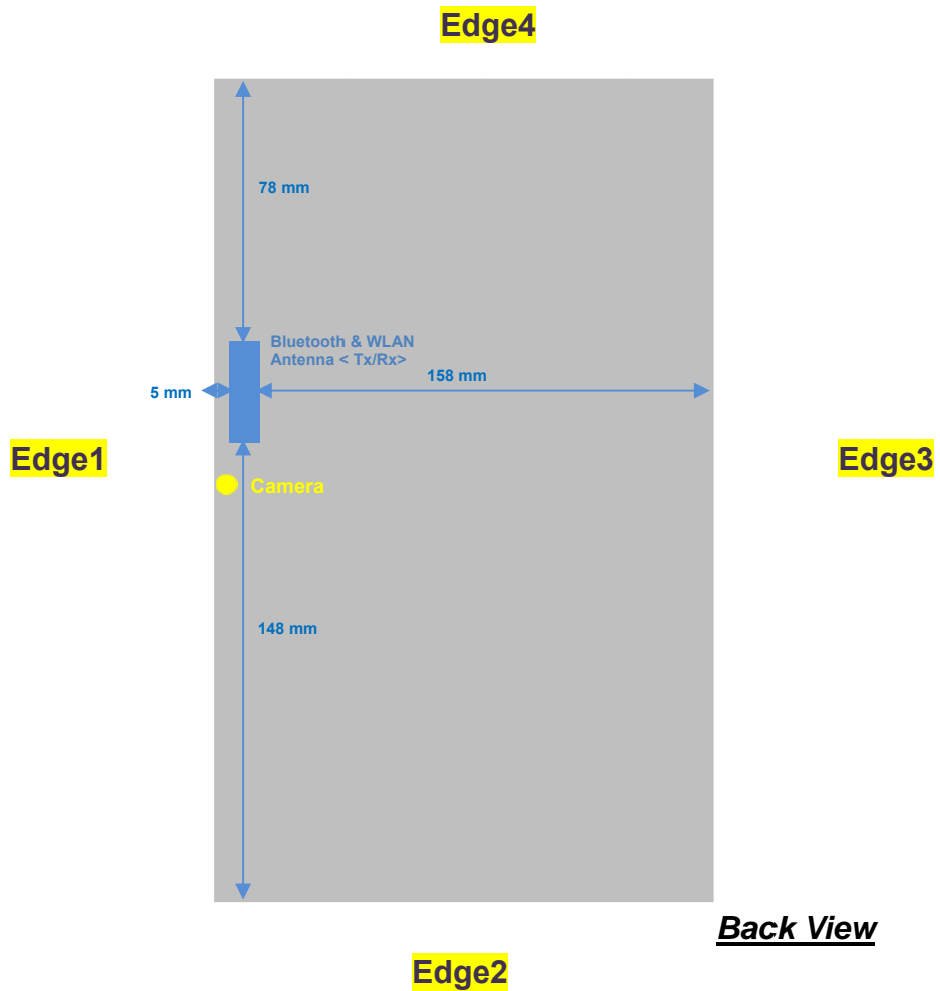 Edge4
78 mm
Bluetooth & WLAN
Antenna < Tx/Rx>
158 mm
5 mm
Edge1
Edge3
Camera
148 mm
Back View
Edge2